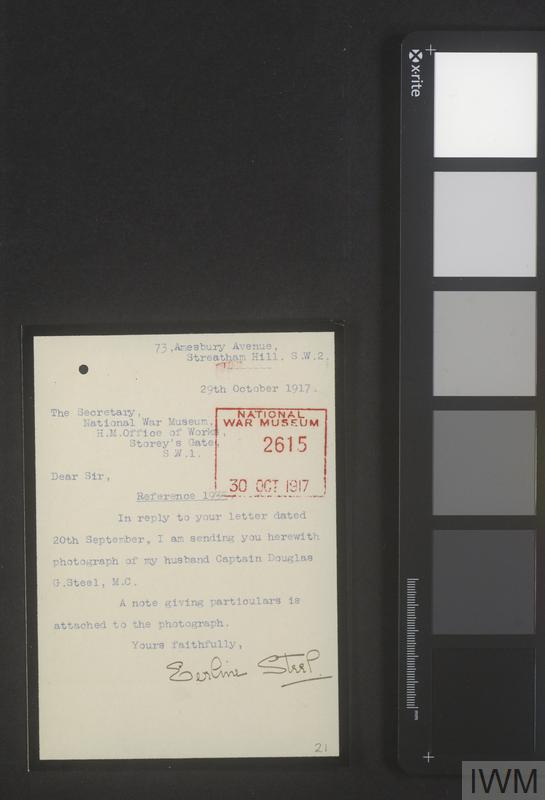 73,Amesbury Avenue,
Streatham Hill. S.W.2.
29th October 1917.
The Secretary,
National War Museum,
H.M.Office of Works,
Storey's Gate,
S.W.1.
NATIONAL
WAR MUSEUM
2615
30 OCT 1917
Dear Sir,
Reference
In reply to your letter dated
20th September, I am sending you herewith
photograph of my husband Captain Douglas
G.Steel, M.C.
A note giving particulars is
attached to the photograph.
Yours faithfully,
Steel.
21
x-rite
mm
IWM